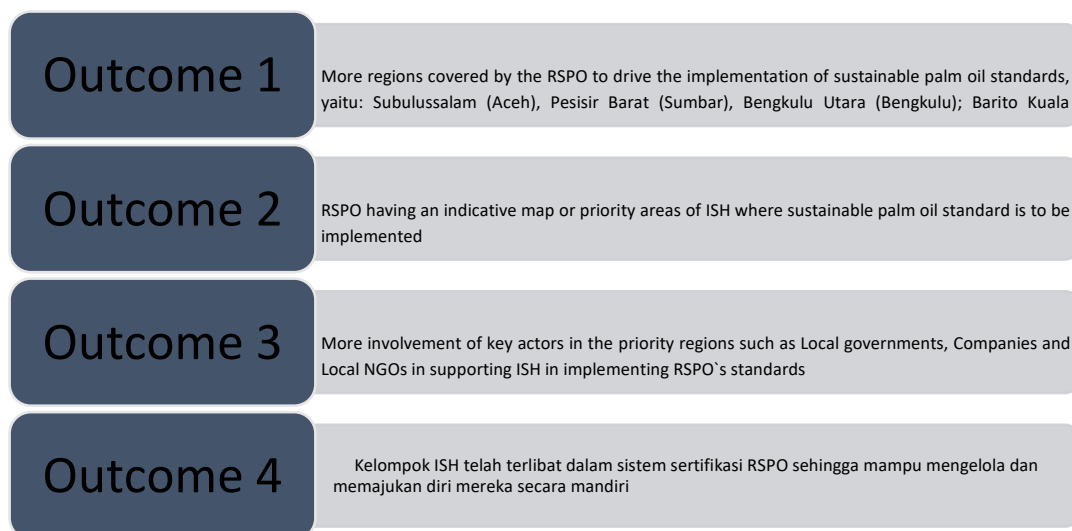 Outcome 1
More regions covered by the RSPO to drive the implementation of sustainable palm oil standards,
yaitu: Subulussalam (Aceh), Pesisir Barat (Sumbar), Bengkulu Utara (Bengkulu); Barito Kuala
Outcome 2
RSPO having an indicative map or priority areas of ISH where sustainable palm oil standard is to be
implemented
Outcome 3
More involvement of key actors in the priority regions such as Local governments, Companies and
Local NGOs in supporting ISH in implementing RSPO`s standards
Outcome 4
Kelompok ISH telah terlibat dalam sistem sertifikasi RSPO sehingga mampu mengelola dan
memajukan diri mereka secara mandiri